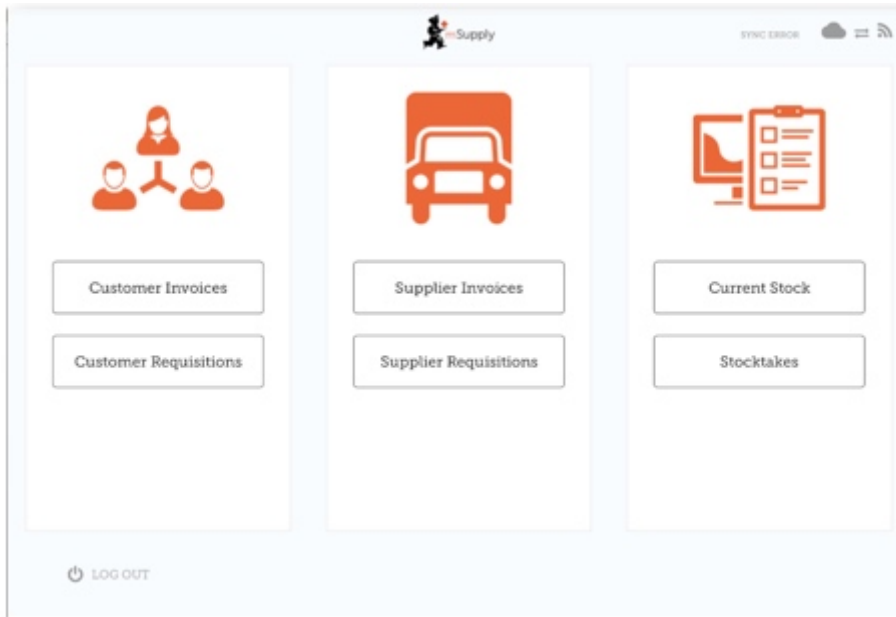 mSupply
SYNC ERROR
Customer Invoices
Customer Requisitions
Supplier Invoices
Supplier Requisitions
Current Stock
Stocktakes
LOG OUT